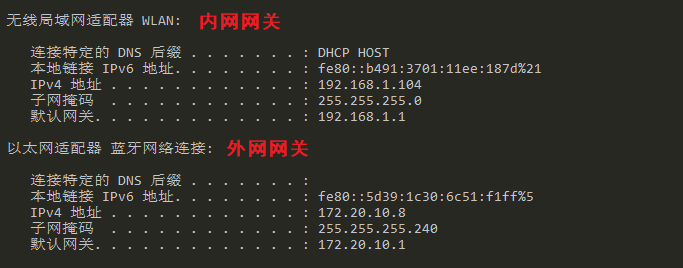 无线局域网适配器 WLAN: 内网网关
连接特定的 DNS 后缀 . . . . . . . : DHCP HOST
本地链接 IPv6 地址. . . . . . . . : fe80::b491:3701:11ee:187d%21
IPv4 地址 . . . . . . . . . . . . : 192.168.1.104
子网掩码 . . . . . . . . . . . . : 255.255.255.0
默认网关. . . . . . . . . . . . . : 192.168.1.1
以太网适配器 蓝牙网络连接: 外网网关
连接特定的 DNS 后缀 . . . . . . . :
本地链接 IPv6 地址. . . . . . . . : fe80::5d39:1c30:6c51:f1ff%5
IPv4 地址 . . . . . . . . . . . . : 172.20.10.8
子网掩码 . . . . . . . . . . . . : 255.255.255.240
默认网关. . . . . . . . . . . . . : 172.20.10.1